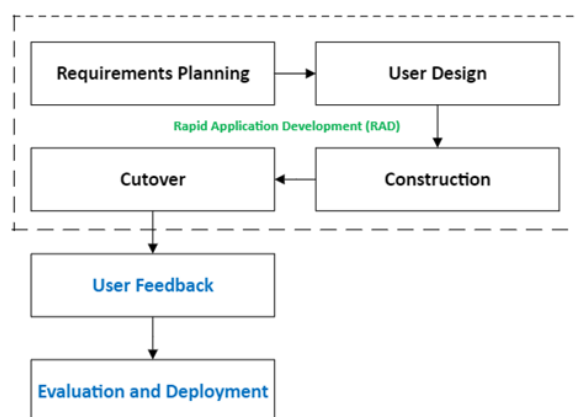 Requirements Planning
User Design
Rapid Application Development (RAD)
Cutover
Construction
User Feedback
Evaluation and Deployment